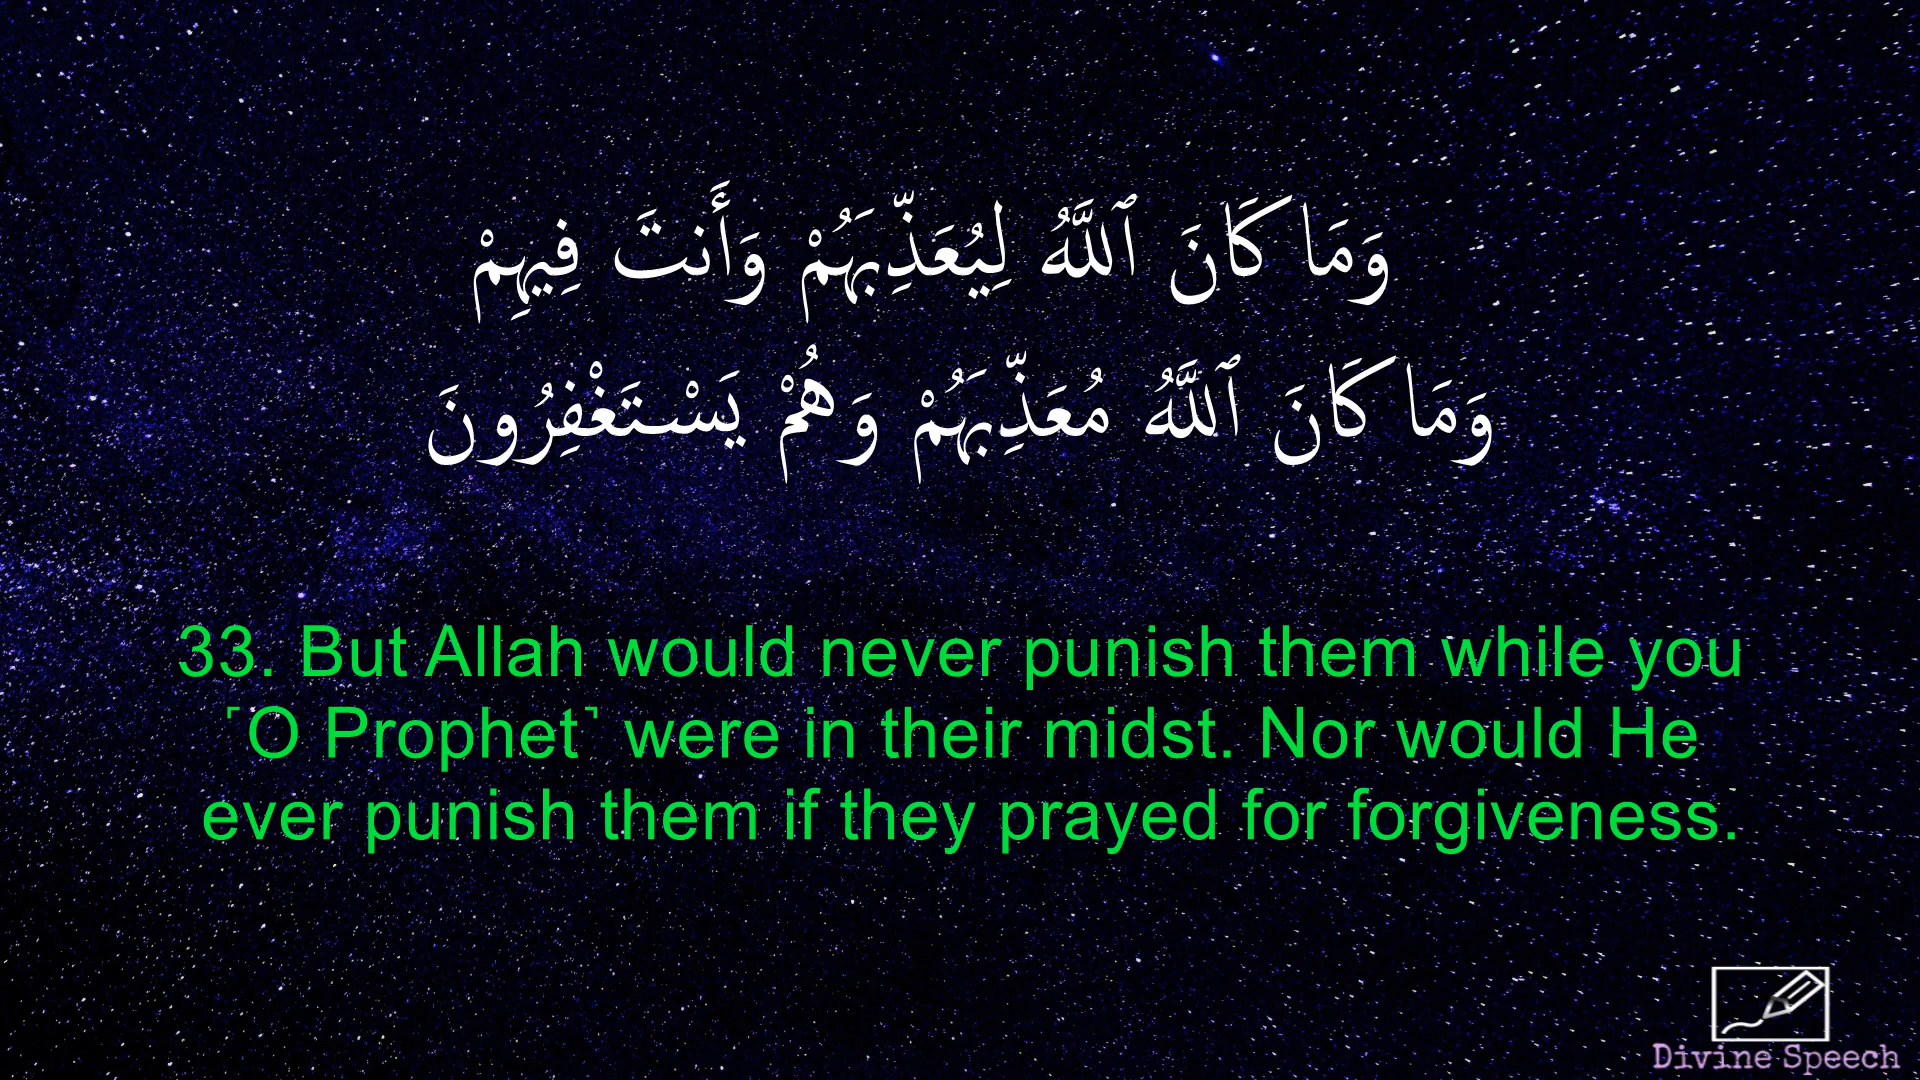 وَمَا كَانَ ٱللَّهُ لِيُعَذِّبَهُمْ وَأَنتَ فِيهِمْ
وَمَا كَانَ ٱللَّهُ مُعَذِّبَهُمْ وَهُمْ يَسْتَغْفِرُونَ
33. But Allah would never punish them while you
˹O Prophet˺ were in their midst. Nor would He
ever punish them if they prayed for forgiveness.
Divine Speech